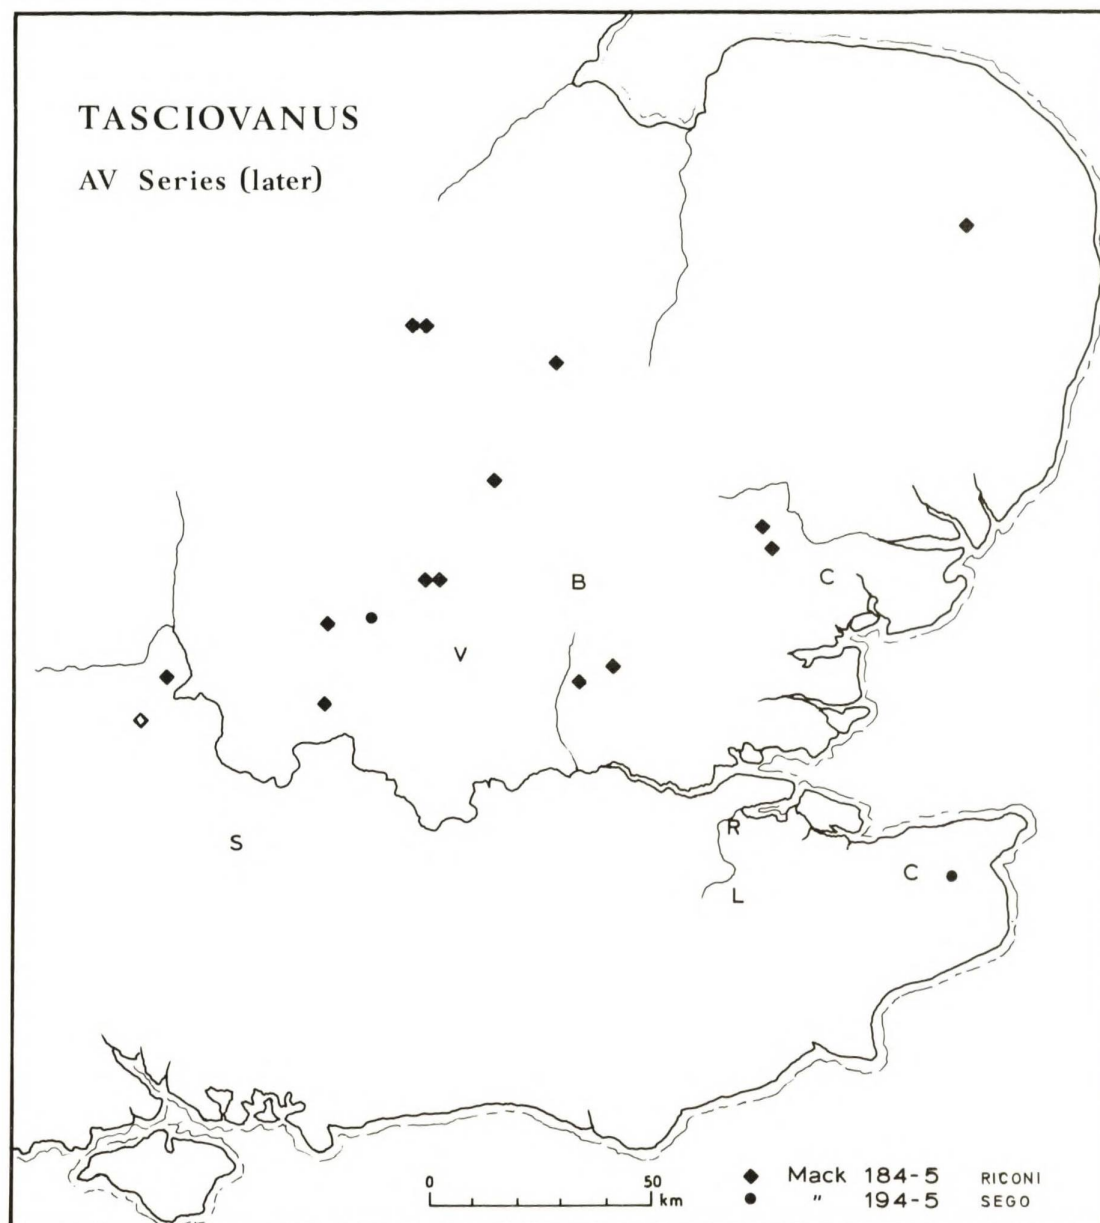 TASCIOVANUS
AV Series (later)
B
C
V
S
R
C
L
0 50
km
◆ Mack 184-5 RICONI
● " 194-5 SEGO